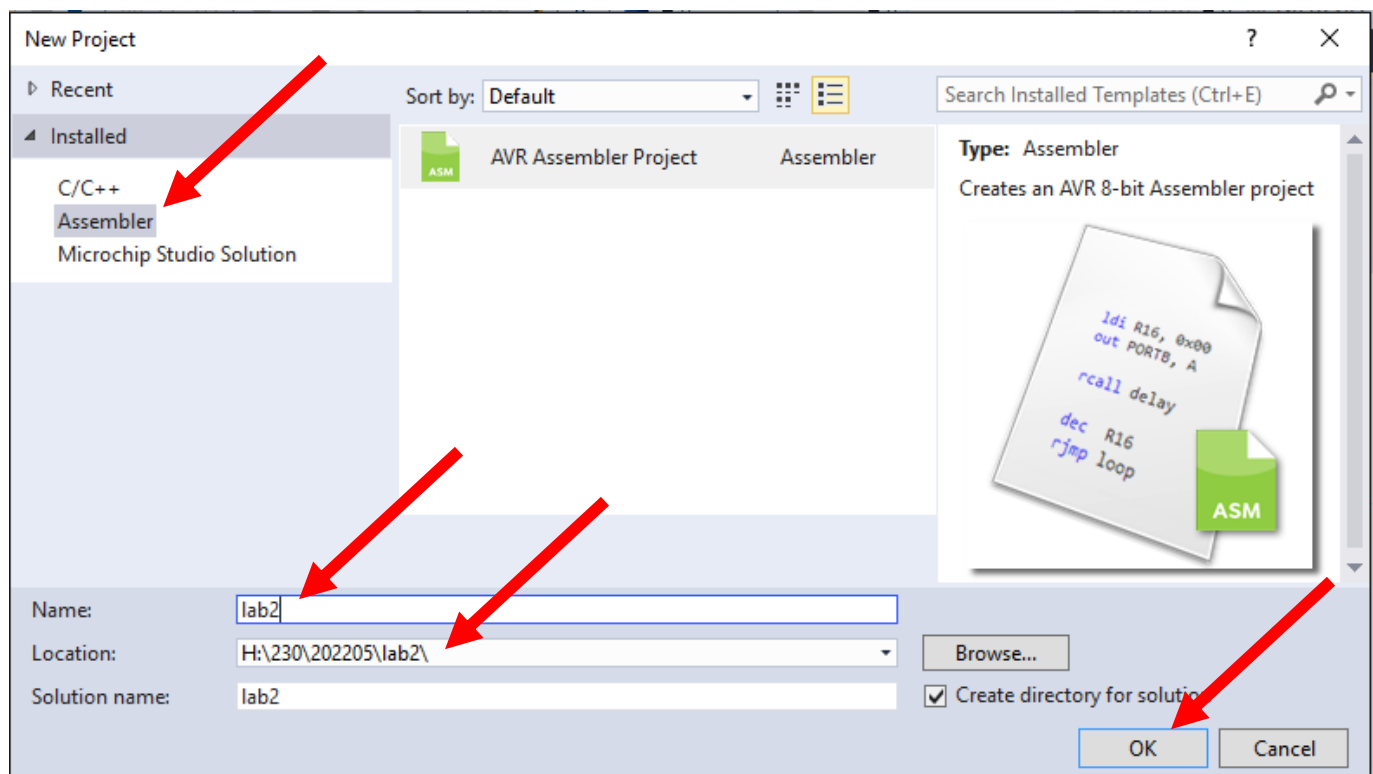 New Project ?
Recent
Installed
C/C++
Assembler
Microchip Studio Solution
Sort by: Default
AVR Assembler Project Assembler
ASM
Search Installed Templates (Ctrl+E)
Type: Assembler
Creates an AVR 8-bit Assembler project
ldi R16, 0x00
out PORTB, A
rcall delay
dec R16
rjmp loop
ASM
Name: lab2
Location: H:\230\202205\lab2\
Browse...
Solution name: lab2
Create directory for solution
OK Cancel